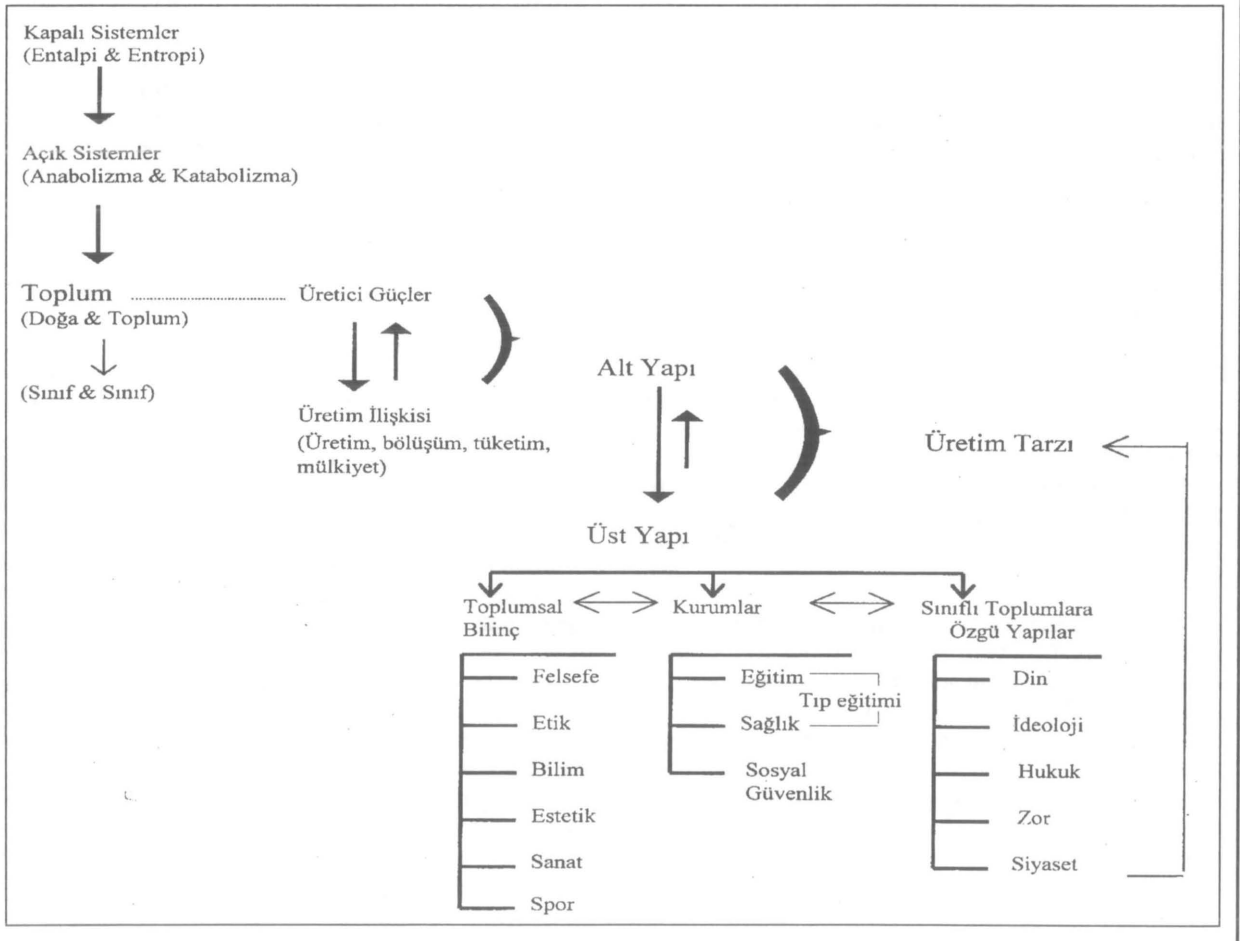 Kapalı Sistemler
(Entalpi & Entropi)
Açık Sistemler
(Anabolizma & Katabolizma)
Toplum
(Doğa & Toplum)
(Sınıf & Sınıf)
Üretici Güçler
Üretim İlişkisi
(Üretim, bölüşüm, tüketim,
mülkiyet)
Alt Yapı
Üst Yapı
Üretim Tarzı
Toplumsal
Bilinç
Felsefe
Etik
Bilim
Estetik
Sanat
Spor
Kurumlar
Eğitim
Tıp eğitimi
Sağlık
Sosyal
Güvenlik
Sınıflı Toplumlara
Özgü Yapılar
Din
İdeoloji
Hukuk
Zor
Siyaset